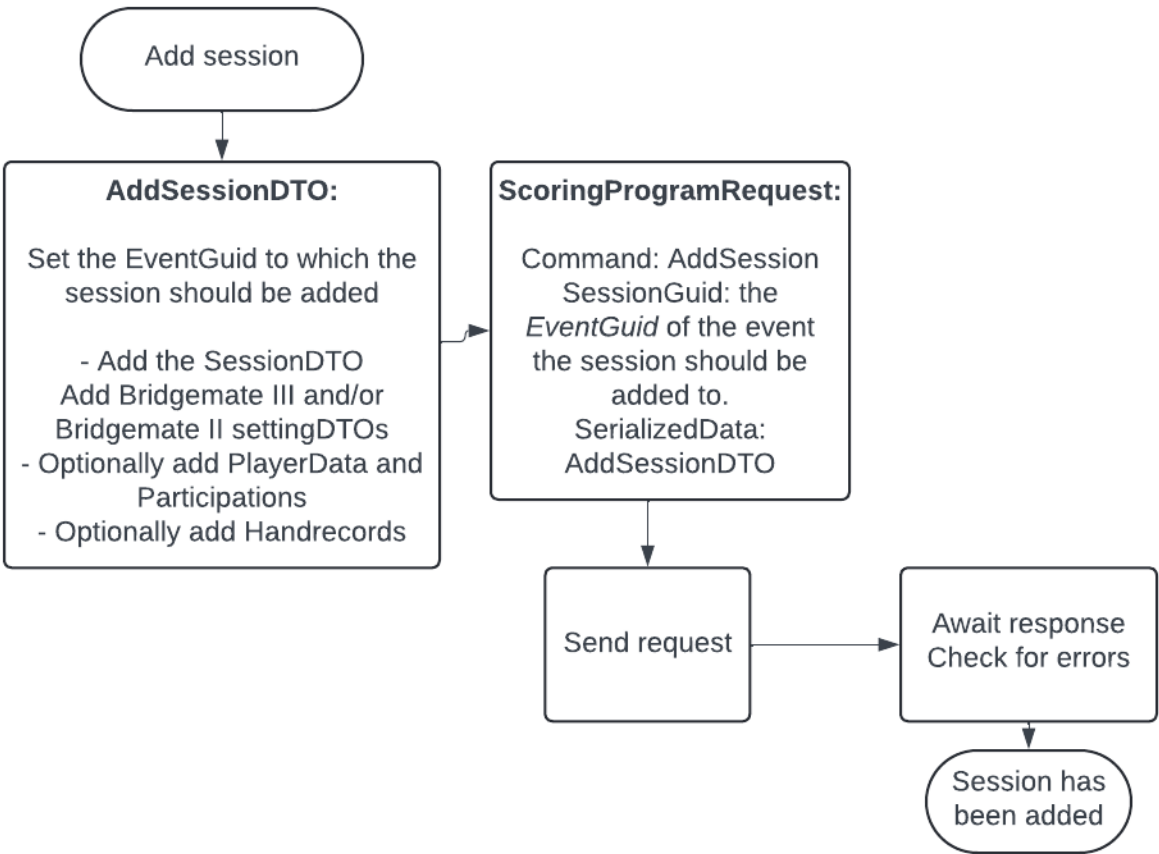 Add session
AddSessionDTO:
Set the EventGuid to which the
session should be added
- Add the SessionDTO
Add Bridgemate III and/or
Bridgemate II settingDTOs
- Optionally add PlayerData and
Participations
- Optionally add Handrecords
ScoringProgramRequest:
Command: AddSession
SessionGuid: the
EventGuid of the event
the session should be
added to.
SerializedData:
AddSessionDTO
Send request
Await response
Check for errors
Session has
been added